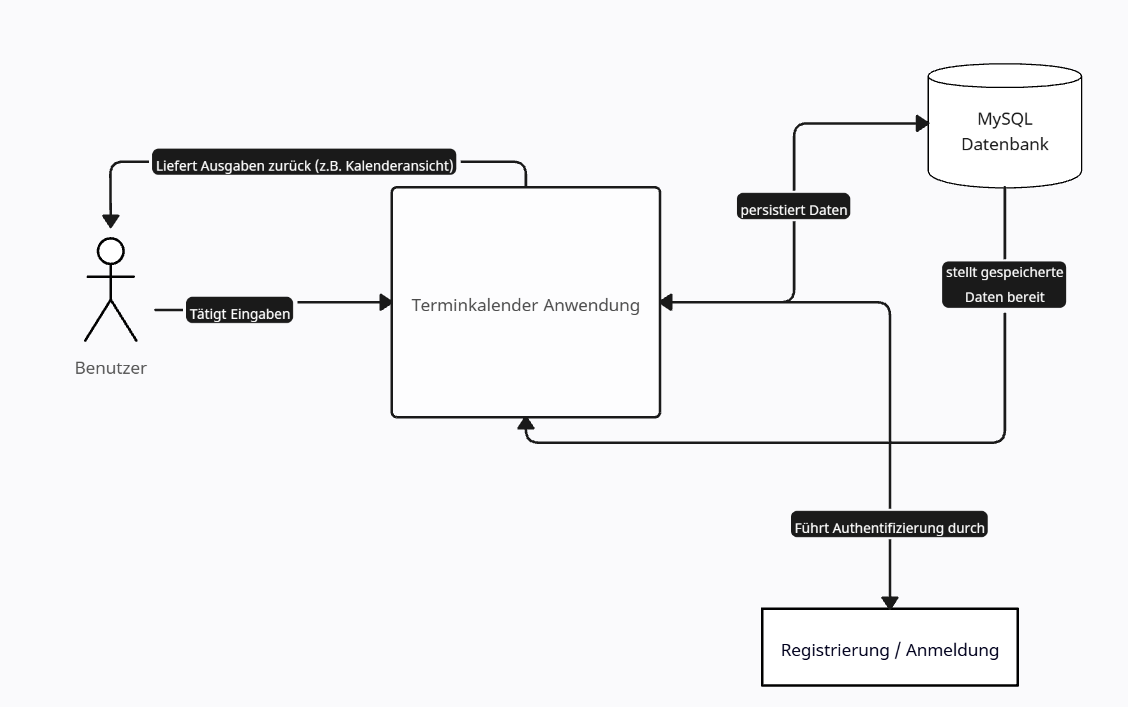 MySQL
Datenbank
Liefert Ausgaben zurück (z.B. Kalenderansicht)
persistiert Daten
stellt gespeicherte
Daten bereit
Terminkalender Anwendung
Tätigt Eingaben
Benutzer
Führt Authentifizierung durch
Registrierung / Anmeldung